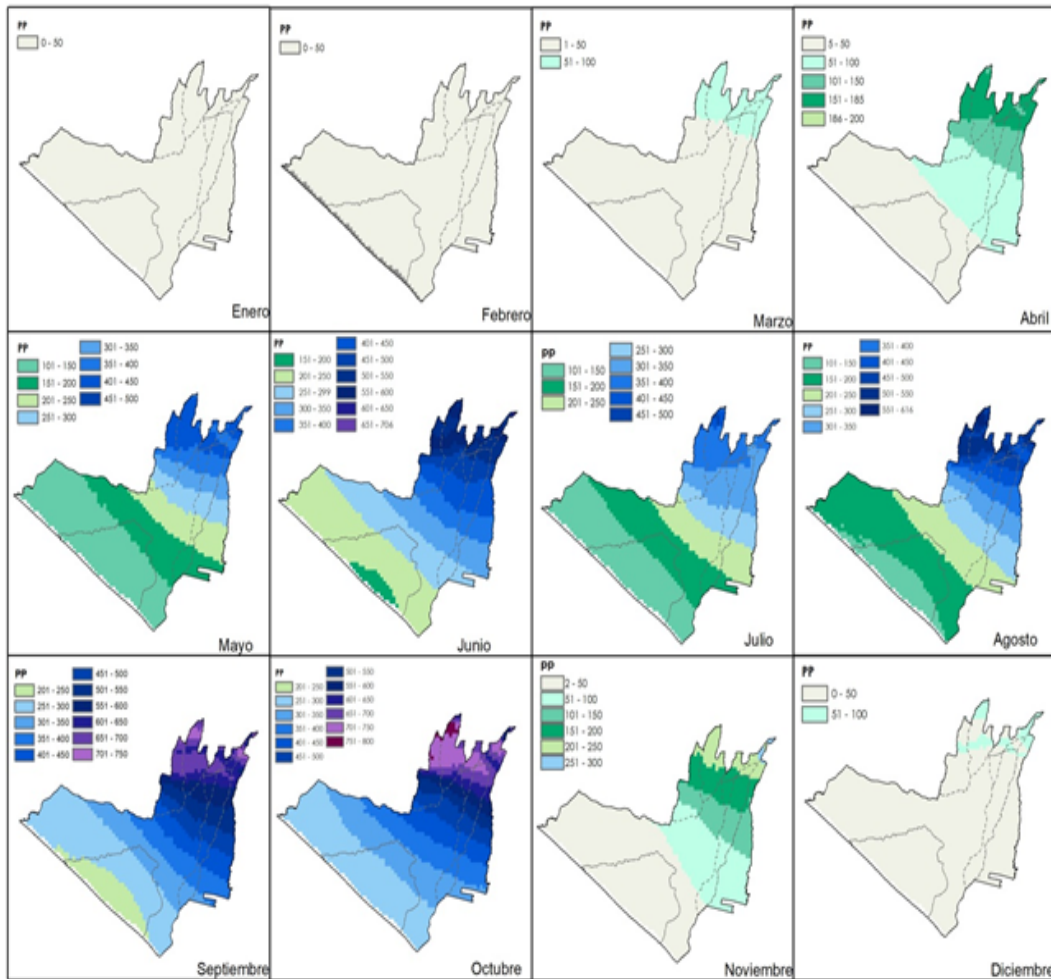 PP
0 - 50
Enero
PP
0 - 50
Febrero
PP
1 - 50
51 - 100
Marzo
PP
5 - 50
51 - 100
101 - 150
151 - 185
186 - 200
Abril
PP
101 - 150
151 - 200
201 - 250
251 - 300
301 - 350
351 - 400
401 - 450
451 - 500
Mayo
PP
151 - 200
201 - 250
251 - 299
300 - 350
351 - 400
401 - 450
451 - 500
501 - 550
551 - 600
601 - 650
651 - 706
Junio
PP
101 - 150
151 - 200
201 - 250
251 - 300
301 - 350
351 - 400
401 - 450
451 - 500
Julio
PP
101 - 150
151 - 200
201 - 250
251 - 300
301 - 350
351 - 400
401 - 450
451 - 500
501 - 550
551 - 616
Agosto
PP
201 - 250
251 - 300
301 - 350
351 - 400
401 - 450
451 - 500
501 - 550
551 - 600
601 - 650
651 - 700
701 - 750
Septiembre
PP
201 - 250
251 - 300
301 - 350
351 - 400
401 - 450
451 - 500
501 - 550
551 - 600
601 - 650
651 - 700
701 - 750
751 - 800
Octubre
PP
2 - 50
51 - 100
101 - 150
151 - 200
201 - 250
251 - 300
Noviembre
PP
0 - 50
51 - 100
Diciembre